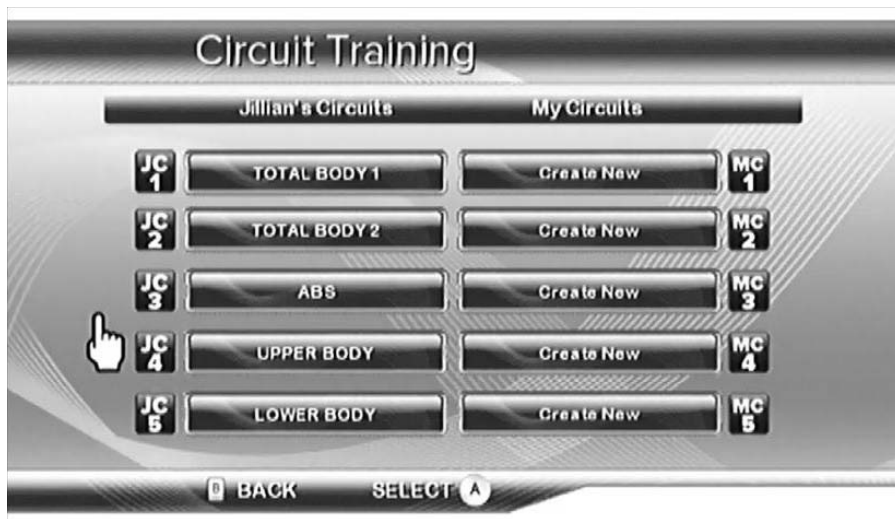 Circuit Training
Jillian's Circuits My Circuits
JC 1 TOTAL BODY 1 Create New MC 1
JC 2 TOTAL BODY 2 Create New MC 2
JC 3 ABS Create New MC 3
JC 4 UPPER BODY Create New MC 4
JC 5 LOWER BODY Create New MC 5
B BACK SELECT A